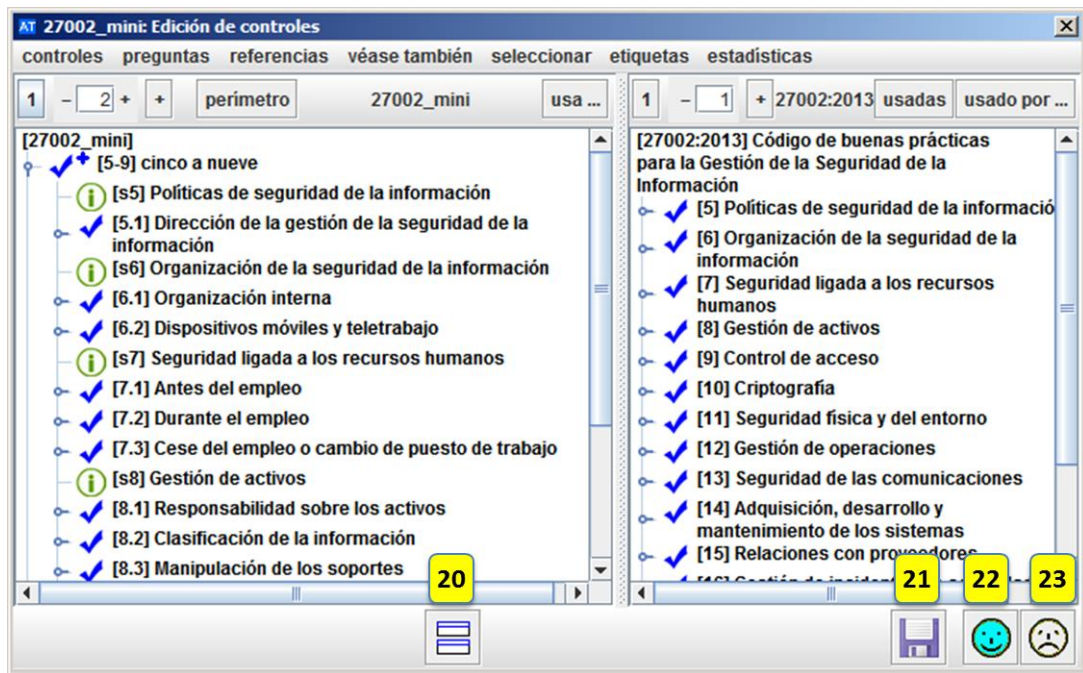 AT 27002_mini: Edición de controles
controles preguntas referencias véase también seleccionar etiquetas estadísticas
1 - 2 + + perímetro 27002_mini usa ...
[27002_mini]
[5-9] cinco a nueve
[s5] Políticas de seguridad de la información
[5.1] Dirección de la gestión de la seguridad de la
información
[s6] Organización de la seguridad de la información
[6.1] Organización interna
[6.2] Dispositivos móviles y teletrabajo
[s7] Seguridad ligada a los recursos humanos
[7.1] Antes del empleo
[7.2] Durante el empleo
[7.3] Cese del empleo o cambio de puesto de trabajo
[s8] Gestión de activos
[8.1] Responsabilidad sobre los activos
[8.2] Clasificación de la información
[8.3] Manipulación de los soportes
1 - 1 + 27002:2013 usadas usado por ...
[27002:2013] Código de buenas prácticas
para la Gestión de la Seguridad de la
Información
[5] Políticas de seguridad de la informació
[6] Organización de la seguridad de la
información
[7] Seguridad ligada a los recursos
humanos
[8] Gestión de activos
[9] Control de acceso
[10] Criptografía
[11] Seguridad física y del entorno
[12] Gestión de operaciones
[13] Seguridad de las comunicaciones
[14] Adquisición, desarrollo y
mantenimiento de los sistemas
[15] Relaciones con proveedores
20 21 22 23